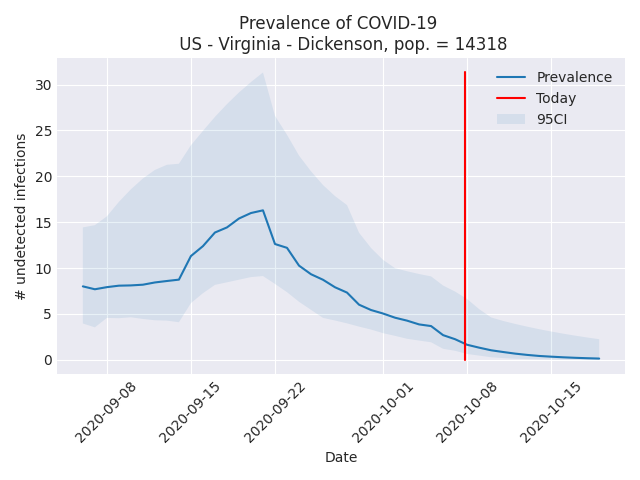 Prevalence of COVID-19
US - Virginia - Dickenson, pop. = 14318
Prevalence
Today
95CI
# undetected infections
30
25
20
15
10
5
0
2020-09-08
2020-09-15
2020-09-22
2020-10-01
2020-10-08
2020-10-15
Date